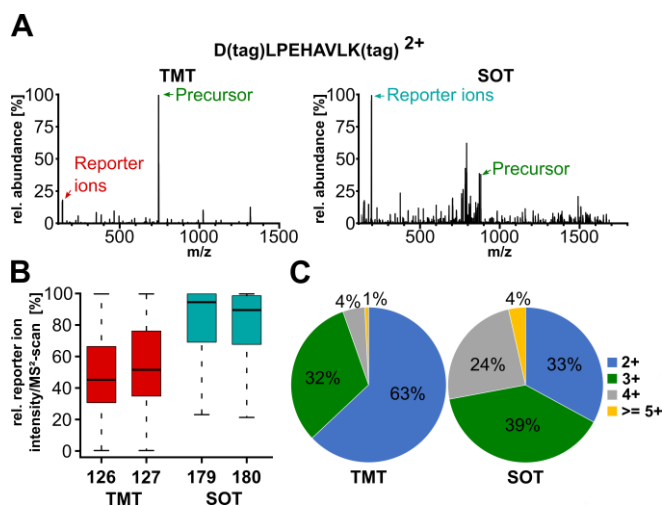 A
D(tag)LPEHAVLK(tag) 2+
TMT
SOT
rel. abundance [%]
100
75
50
25
0
Precursor
Reporter
ions
500
1000
1500
m/z
rel. abundance [%]
100
75
50
25
0
Reporter ions
Precursor
500
1000
1500
m/z
B
rel. reporter ion
intensity/MS²-scan [%]
100
80
60
40
20
0
126 127 179 180
TMT SOT
C
4% 1%
32%
63%
TMT
4%
24%
33%
39%
SOT
2+
3+
4+
>= 5+